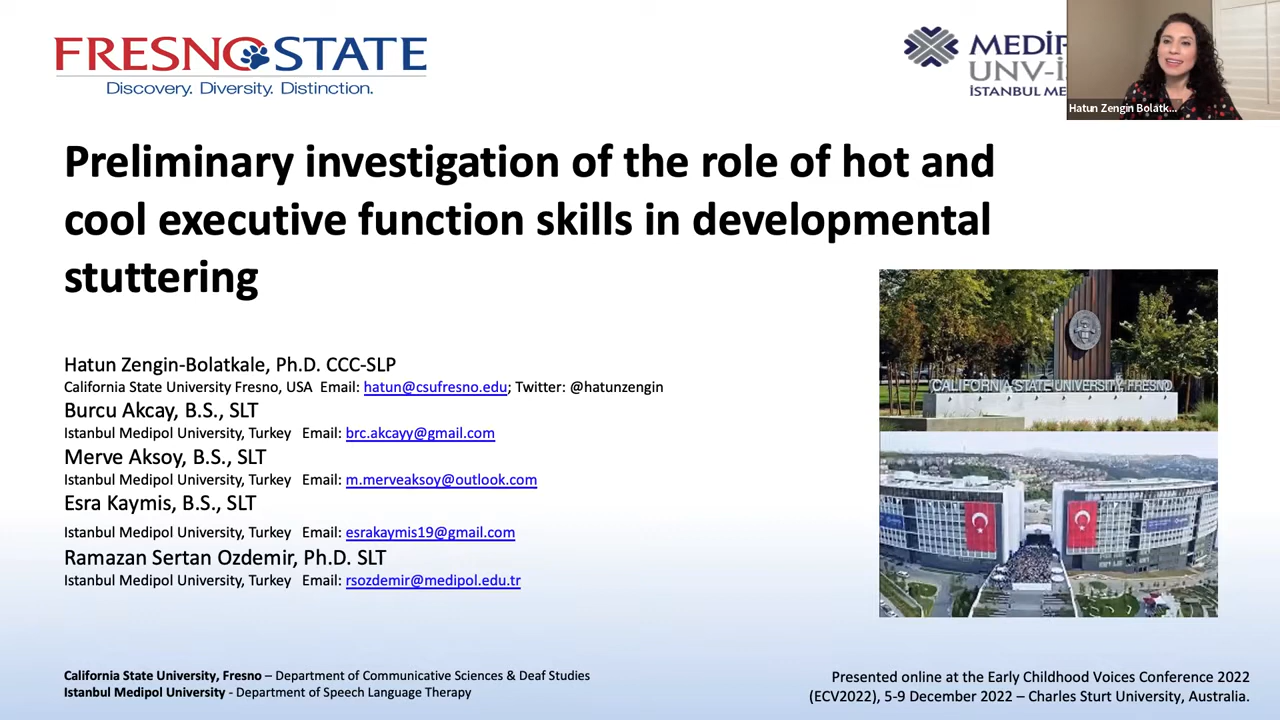 FRESNO STATE
Discovery. Diversity. Distinction.
UNV-İ
İSTANBUL ME
Hatun Zengin Bolatk...
Preliminary investigation of the role of hot and
cool executive function skills in developmental
stuttering
Hatun Zengin-Bolatkale, Ph.D. CCC-SLP
California State University Fresno, USA Email: hatun@csufresno.edu; Twitter: @hatunzengin
Burcu Akcay, B.S., SLT
Istanbul Medipol University, Turkey Email: brc.akcayy@gmail.com
Merve Aksoy, B.S., SLT
Istanbul Medipol University, Turkey Email: m.merveaksoy@outlook.com
Esra Kaymis, B.S., SLT
Istanbul Medipol University, Turkey Email: esrakaymis19@gmail.com
Ramazan Sertan Ozdemir, Ph.D. SLT
Istanbul Medipol University, Turkey Email: rsozdemir@medipol.edu.tr
CALIFORNIA STATE UNIVERSITY, FRESNO
California State University, Fresno – Department of Communicative Sciences & Deaf Studies
Istanbul Medipol University - Department of Speech Language Therapy
Presented online at the Early Childhood Voices Conference 2022
(ECV2022), 5-9 December 2022 – Charles Sturt University, Australia.